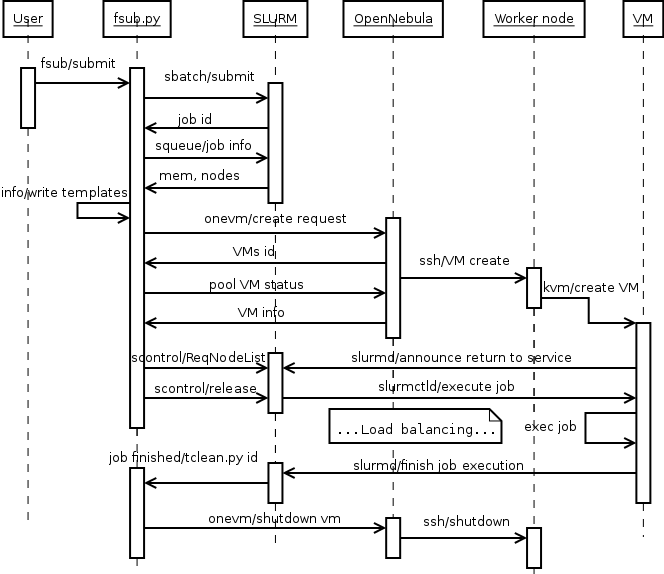 User
fsub.py
SLURM
OpenNebula
Worker node
VM
fsub/submit
sbatch/submit
job id
squeue/job info
mem, nodes
info/write templates
onevm/create request
VMs id
ssh/VM create
pool VM status
kvm/create VM
VM info
scontrol/ReqNodeList
slurmd/announce return to service
scontrol/release
slurmctld/execute job
...Load balancing...
exec job
job finished/tclean.py id
slurmd/finish job execution
onevm/shutdown vm
ssh/shutdown